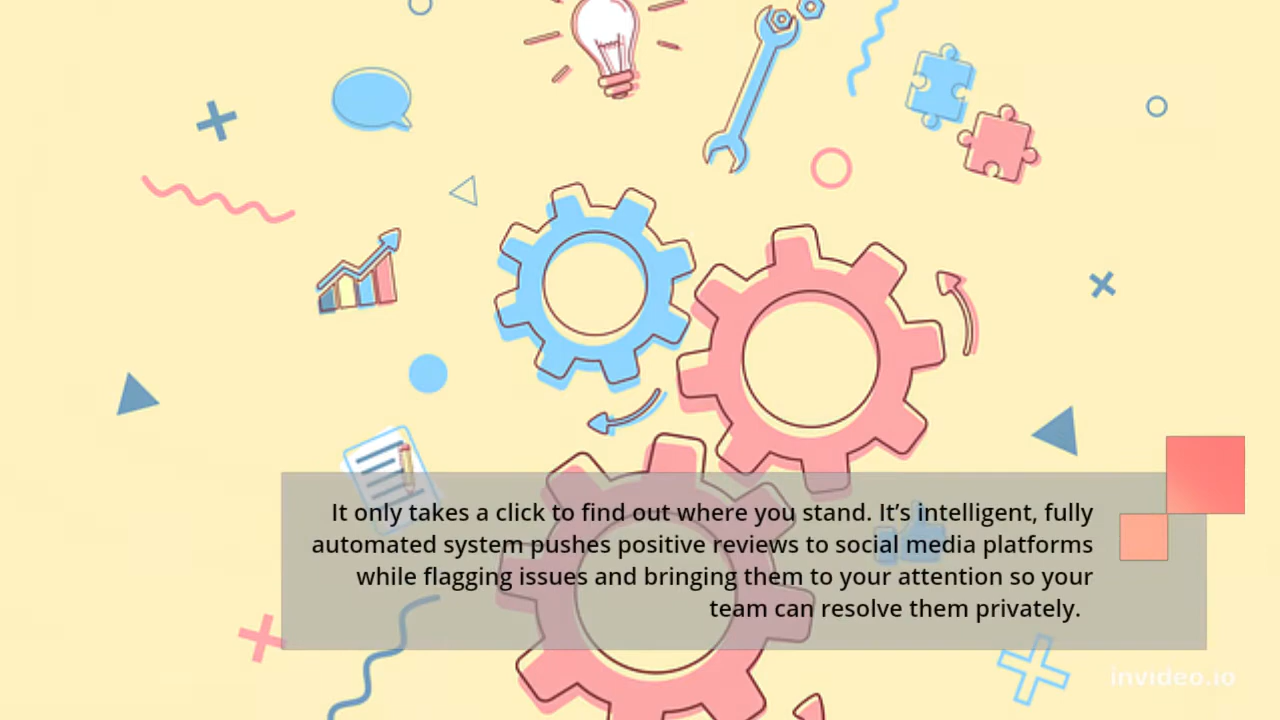 It only takes a click to find out where you stand. It’s intelligent, fully
automated system pushes positive reviews to social media platforms
while flagging issues and bringing them to your attention so your
team can resolve them privately.
invideo.io